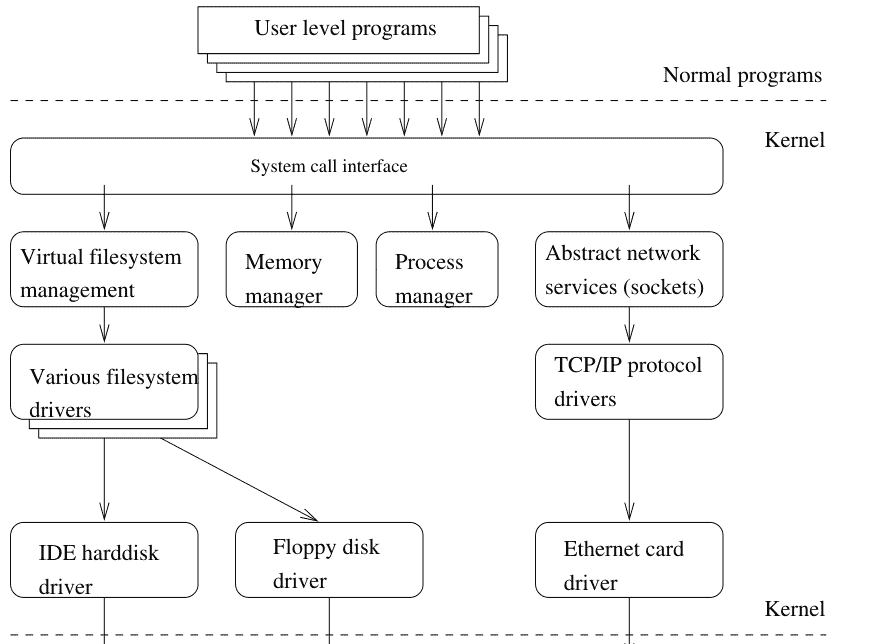 User level programs
Normal programs
Kernel
System call interface
Virtual filesystem
management
Memory
manager
Process
manager
Abstract network
services (sockets)
Various filesystem
drivers
TCP/IP protocol
drivers
IDE harddisk
driver
Floppy disk
driver
Ethernet card
driver
Kernel